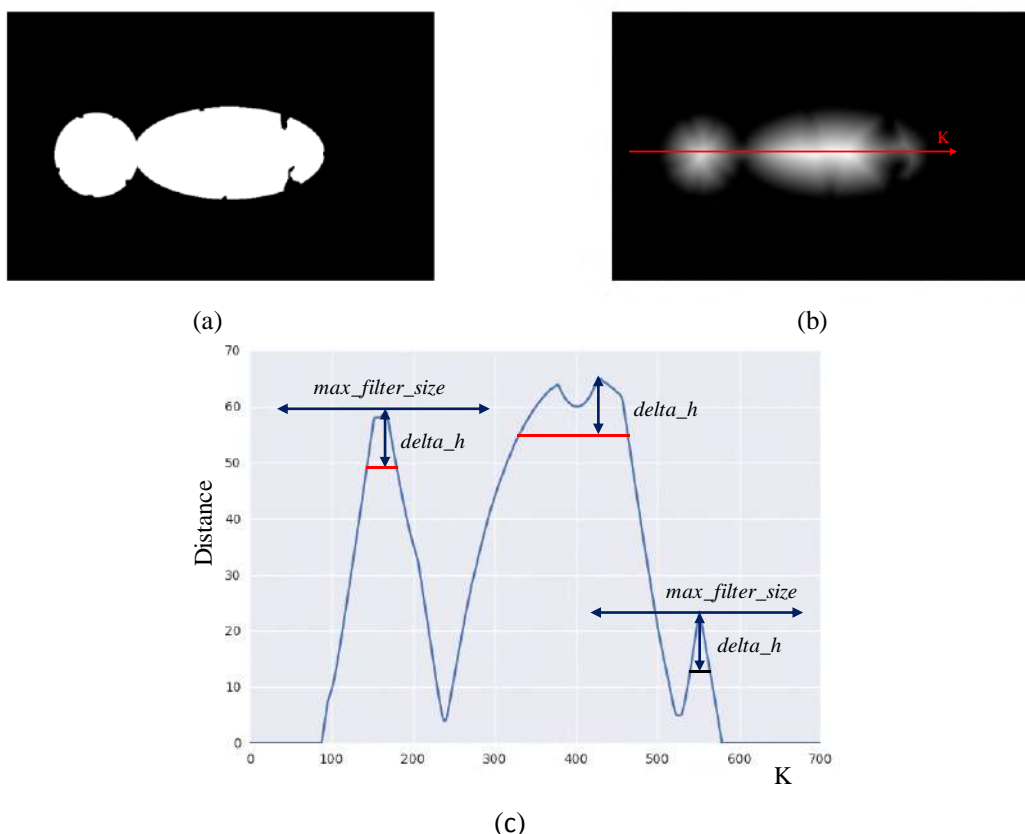 K
(a)
(b)
70
60
50
40
30
20
10
0
Distance
max_filter_size
delta_h
delta_h
max_filter_size
delta_h
0 100 200 300 400 500 600 700
K
(c)